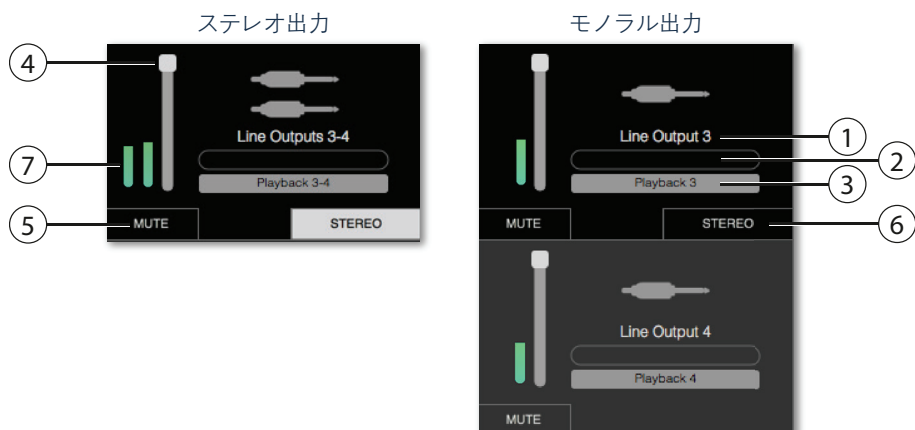 ステレオ出力
モノラル出力
4
7
5
Line Outputs 3-4
Playback 3-4
MUTE
STEREO
Line Output 3
Playback 3
MUTE
STEREO
1
2
3
6
Line Output 4
Playback 4
MUTE